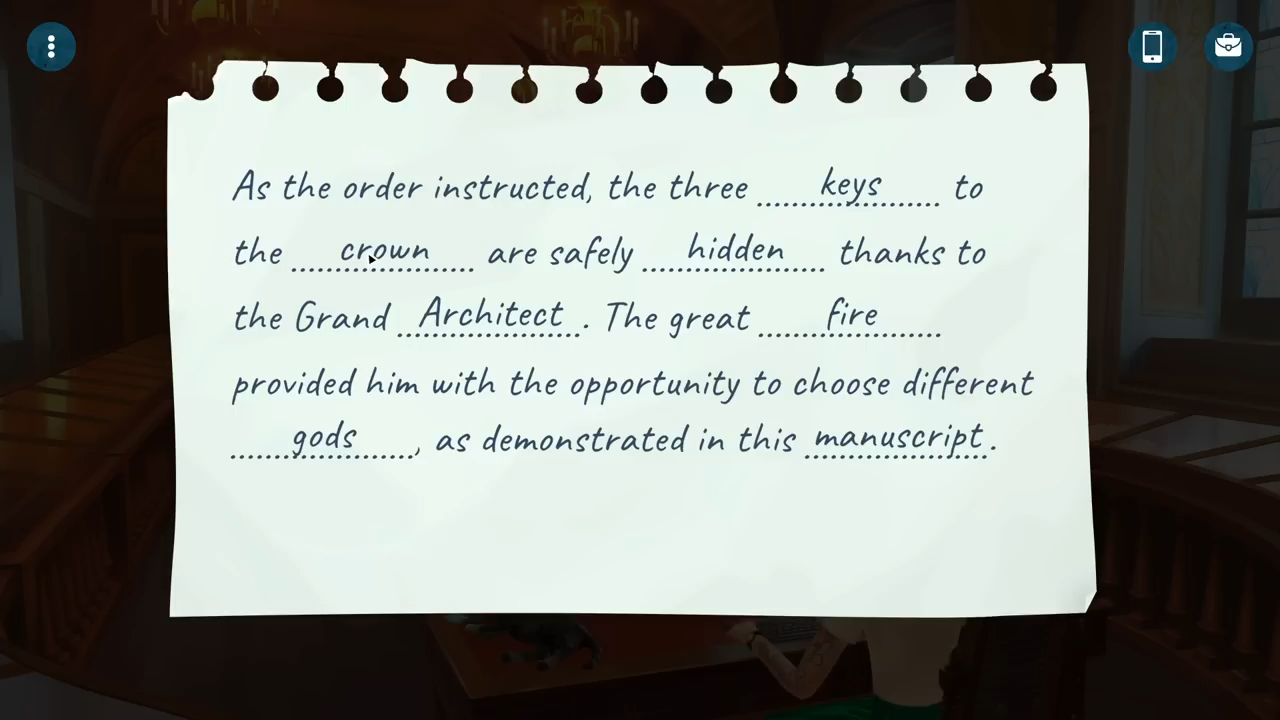 As the order instructed, the three keys to
the crown are safely hidden thanks to
the Grand Architect. The great fire
provided him with the opportunity to choose different
gods, as demonstrated in this manuscript.